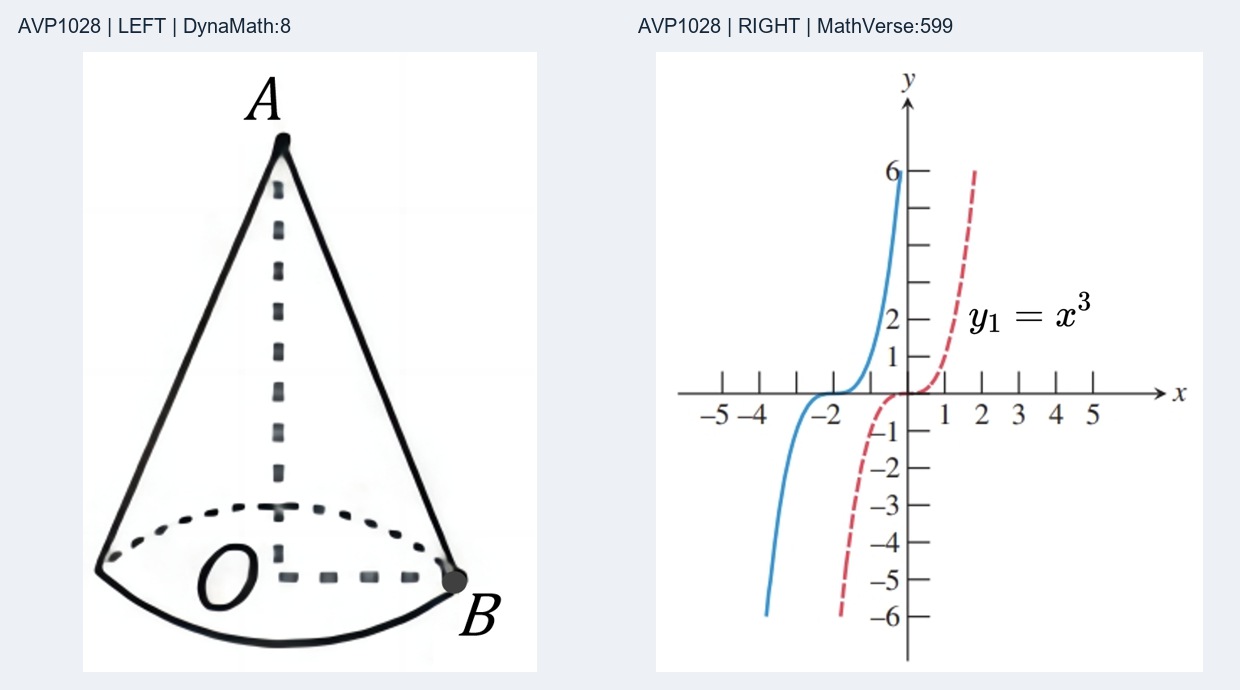 AVP1028 | LEFT | DynaMath:8
A
O
B
AVP1028 | RIGHT | MathVerse:599
y
6
2
y₁ = x³
1
x
–5 –4 –2 1 2 3 4 5
–1
–2
–3
–4
–5
–6